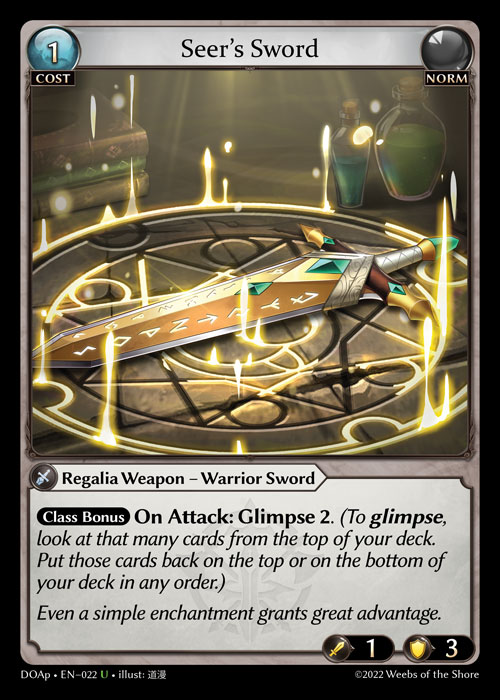 1
Seer's Sword
COST
NORM
Regalia Weapon – Warrior Sword
Class Bonus On Attack: Glimpse 2. (To glimpse,
look at that many cards from the top of your deck.
Put those cards back on the top or on the bottom of
your deck in any order.)
Even a simple enchantment grants great advantage.
1
3
DOAp • EN-022 U • illust: 道漫
©2022 Weebs of the Shore